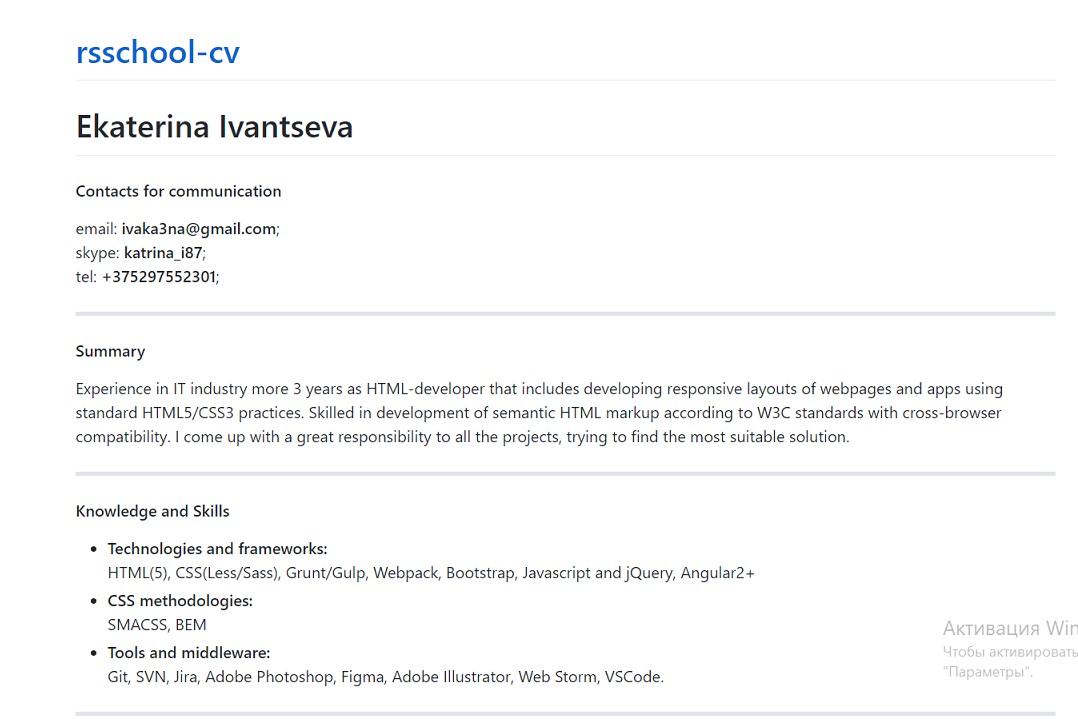 rsschool-cv
Ekaterina Ivantseva
Contacts for communication
email: ivaka3na@gmail.com;
skype: katrina_i87;
tel: +375297552301;
Summary
Experience in IT industry more 3 years as HTML-developer that includes developing responsive layouts of webpages and apps using
standard HTML5/CSS3 practices. Skilled in development of semantic HTML markup according to W3C standards with cross-browser
compatibility. I come up with a great responsibility to all the projects, trying to find the most suitable solution.
Knowledge and Skills
• Technologies and frameworks:
HTML(5), CSS(Less/Sass), Grunt/Gulp, Webpack, Bootstrap, Javascript and jQuery, Angular2+
• CSS methodologies:
SMACSS, BEM
• Tools and middleware:
Git, SVN, Jira, Adobe Photoshop, Figma, Adobe Illustrator, Web Storm, VSCode.
Активация Win
Чтобы активировать
"Параметры".